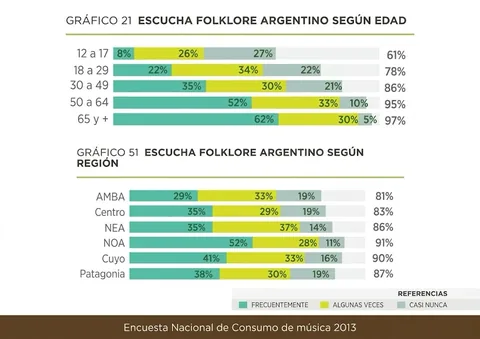 GRÁFICO 21 ESCUCHA FOLKLORE ARGENTINO SEGÚN EDAD
12 a 17 8% 26% 27% 61%
18 a 29 22% 34% 22% 78%
30 a 49 35% 30% 21% 86%
50 a 64 52% 33% 10% 95%
65 y + 62% 30% 5% 97%
GRÁFICO 51 ESCUCHA FOLKLORE ARGENTINO SEGÚN
REGIÓN
AMBA 29% 33% 19% 81%
Centro 35% 29% 19% 83%
NEA 35% 37% 14% 86%
NOA 52% 28% 11% 91%
Cuyo 41% 33% 16% 90%
Patagonia 38% 30% 19% 87%
REFERENCIAS
FRECUENTEMENTE ALGUNAS VECES CASI NUNCA
Encuesta Nacional de Consumo de música 2013